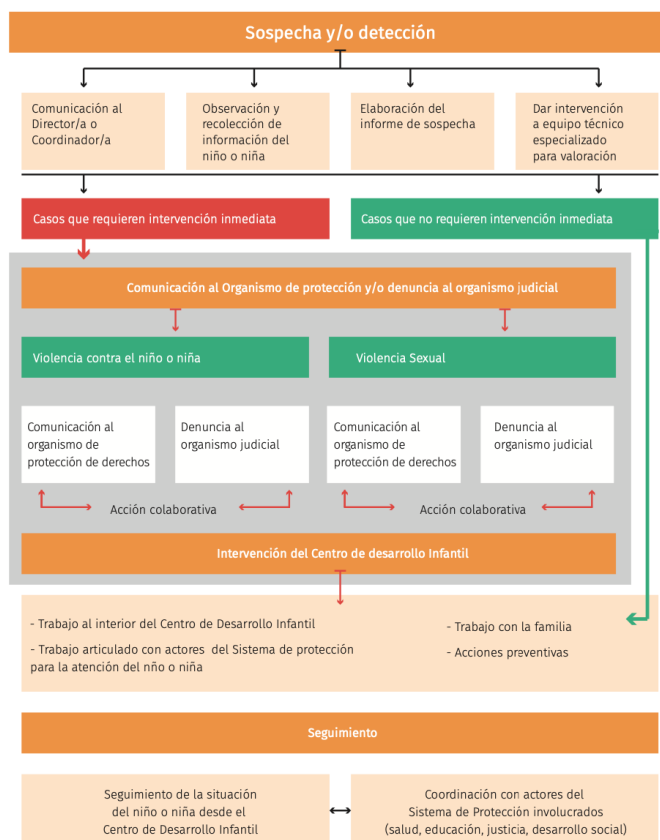 Sospecha y/o detección
Comunicación al
Director/a o
Coordinador/a
Observación y
recolección de
información del
niño o niña
Elaboración del
informe de sospecha
Dar intervención
a equipo técnico
especializado
para valoración
Casos que requieren intervención inmediata
Casos que no requieren intervención inmediata
Comunicación al Organismo de protección y/o denuncia al organismo judicial
Violencia contra el niño o niña
Violencia Sexual
Comunicación al
organismo de
protección de derechos
Denuncia al
organismo judicial
Comunicación al
organismo de
protección de derechos
Denuncia al
organismo judicial
Acción colaborativa
Acción colaborativa
Intervención del Centro de desarrollo Infantil
- Trabajo al interior del Centro de Desarrollo Infantil
- Trabajo articulado con actores del Sistema de protección
para la atención del nño o niña
- Trabajo con la familia
- Acciones preventivas
Seguimiento
Seguimiento de la situación
del niño o niña desde el
Centro de Desarrollo Infantil
Coordinación con actores del
Sistema de Protección involucrados
(salud, educación, justicia, desarrollo social)